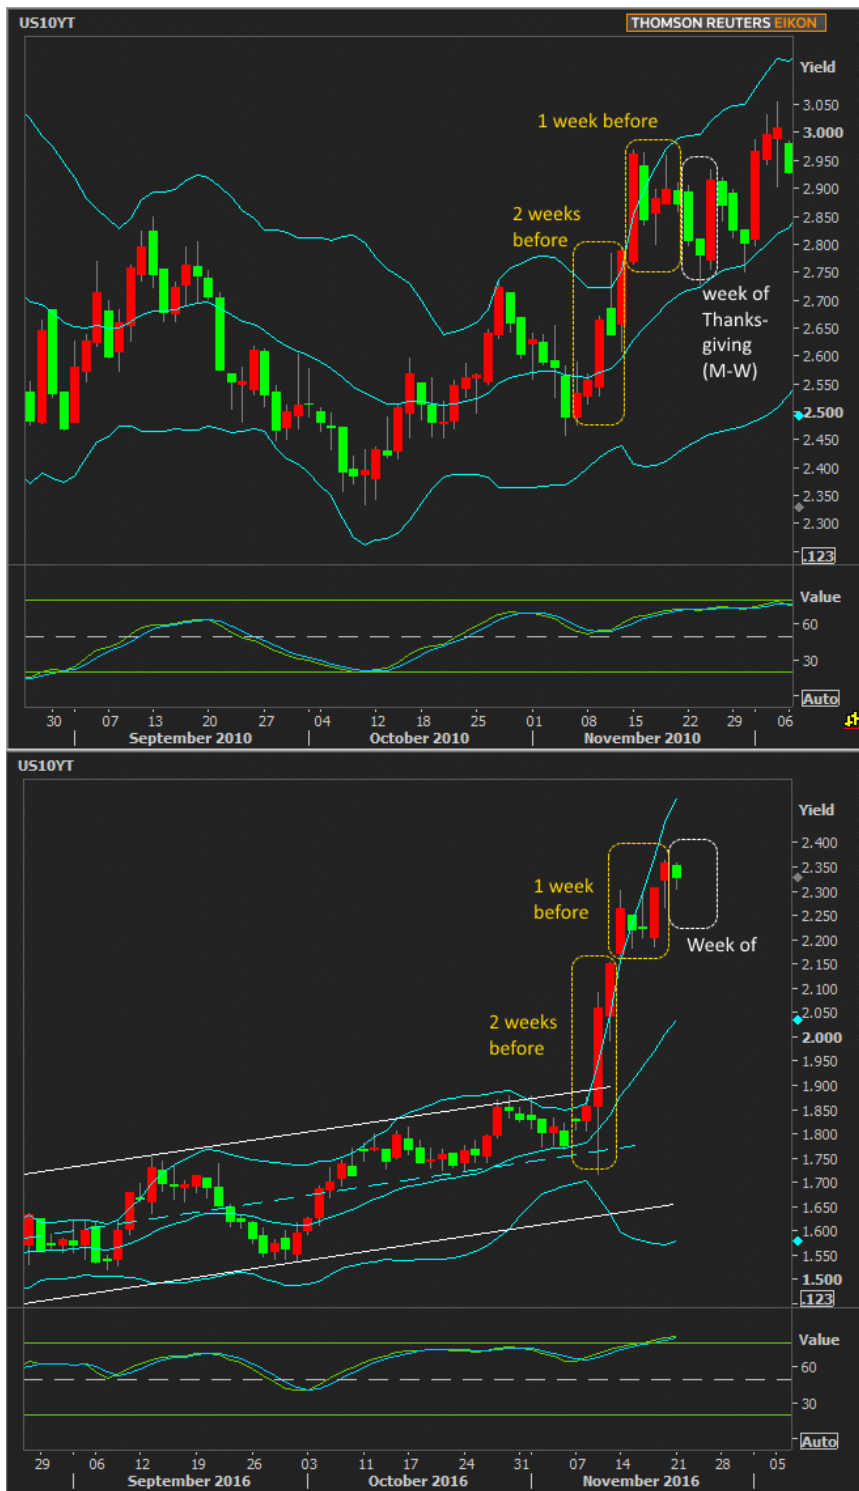 US10YT
THOMSON REUTERS EIKON
Yield
3.050
3.000
2.950
2.900
2.850
2.800
2.750
2.700
2.650
2.600
2.550
2.500
2.450
2.400
2.350
2.300
.123
1 week before
2 weeks
before
week of
Thanks-
giving
(M-W)
Value
60
30
Auto
30 07 13 20 27 04 12 18 25 01 08 15 22 29 06
September 2010 October 2010 November 2010
US10YT
Yield
2.400
2.350
2.300
2.250
2.200
2.150
2.100
2.050
2.000
1.950
1.900
1.850
1.800
1.750
1.700
1.650
1.600
1.550
1.500
.123
1 week
before
Week of
2 weeks
before
Value
60
30
Auto
29 06 12 19 26 03 10 17 24 31 07 14 21 28 05
September 2016 October 2016 November 2016